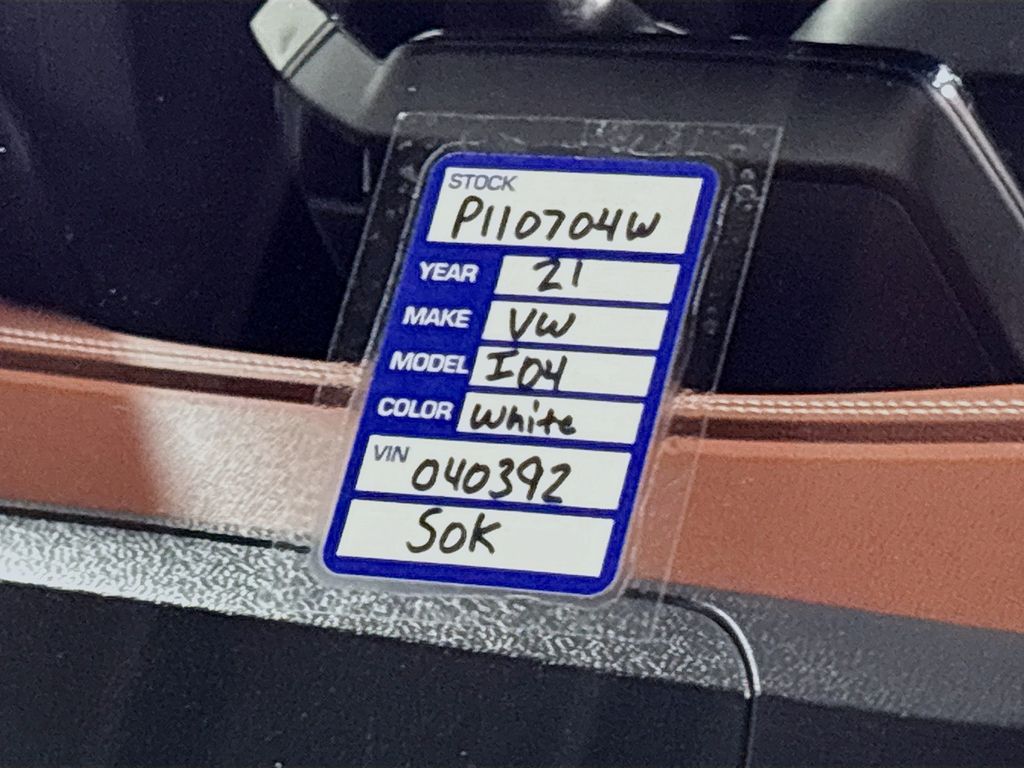 STOCK
P110704W
YEAR 21
MAKE VW
MODEL ID4
COLOR White
VIN 040392
50K